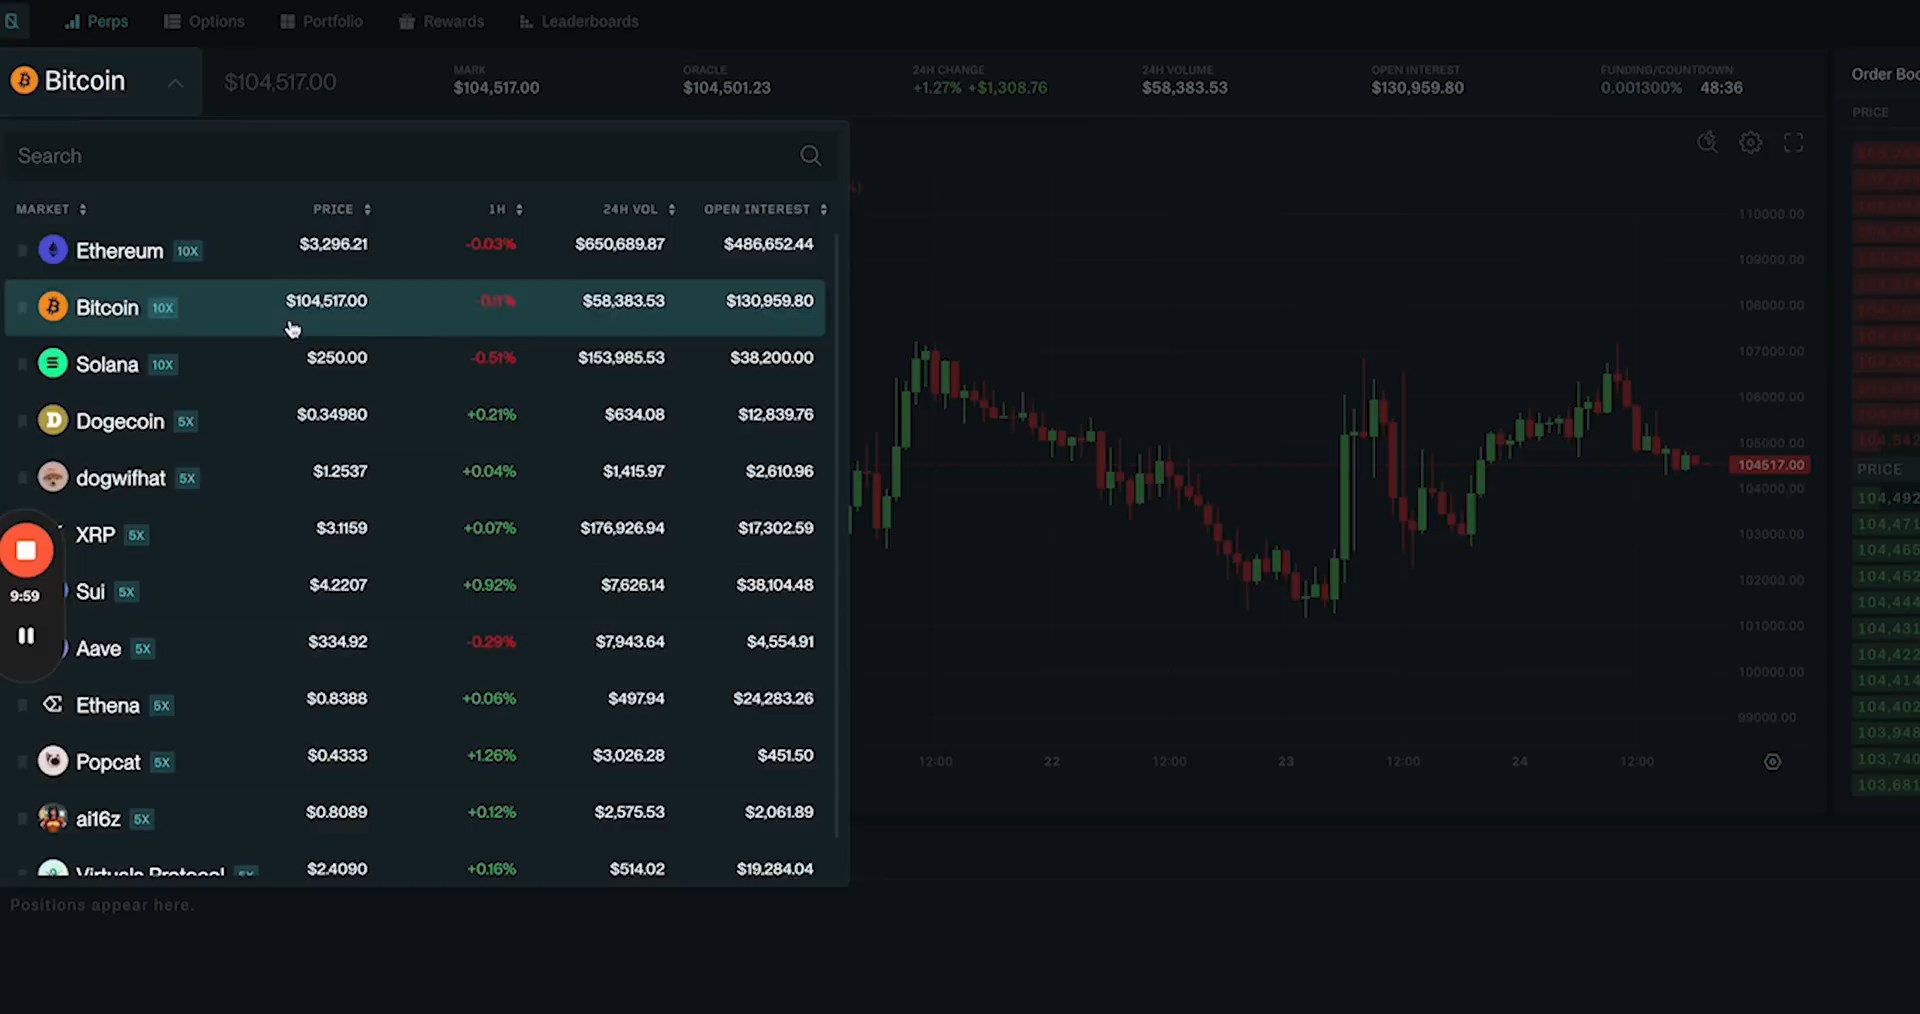 Perps Options Portfolio Rewards Leaderboards
Bitcoin $104,517.00
MARK
$104,517.00
ORACLE
$104,501.23
24H CHANGE
+1.27% +$1,308.76
24H VOLUME
$58,383.53
OPEN INTEREST
$130,959.80
FUNDING/COUNTDOWN
0.001300% 48:36
Order Boo
PRICE
Search
MARKET PRICE 1H 24H VOL OPEN INTEREST
Ethereum 10X $3,296.21 -0.03% $650,689.87 $486,652.44
Bitcoin 10X $104,517.00 $58,383.53 $130,959.80
Solana 10X $250.00 -0.51% $153,985.53 $38,200.00
Dogecoin 5X $0.34980 +0.21% $634.08 $12,839.76
dogwifhat 5X $1.2537 +0.04% $1,415.97 $2,610.96
XRP 5X $3.1159 +0.07% $176,926.94 $17,302.59
Sui 5X $4.2207 +0.92% $7,626.14 $38,104.48
Aave 5X $334.92 -0.29% $7,943.64 $4,554.91
Ethena 5X $0.8388 +0.06% $497.94 $24,283.26
Popcat 5X $0.4333 +1.26% $3,026.28 $451.50
ai16z 5X $0.8089 +0.12% $2,575.53 $2,061.89
Virtuals Protocol 5X $2.4090 +0.16% $514.02 $19,284.04
9:59
110000.00
109000.00
108000.00
107000.00
106000.00
105000.00
104517.00
104000.00
103000.00
102000.00
101000.00
100000.00
99000.00
12:00 22 12:00 23 12:00 24 12:00
PRICE
104,492
104,471
104,465
104,452
104,444
104,431
104,422
104,414
104,402
103,948
103,740
103,681
Positions appear here.